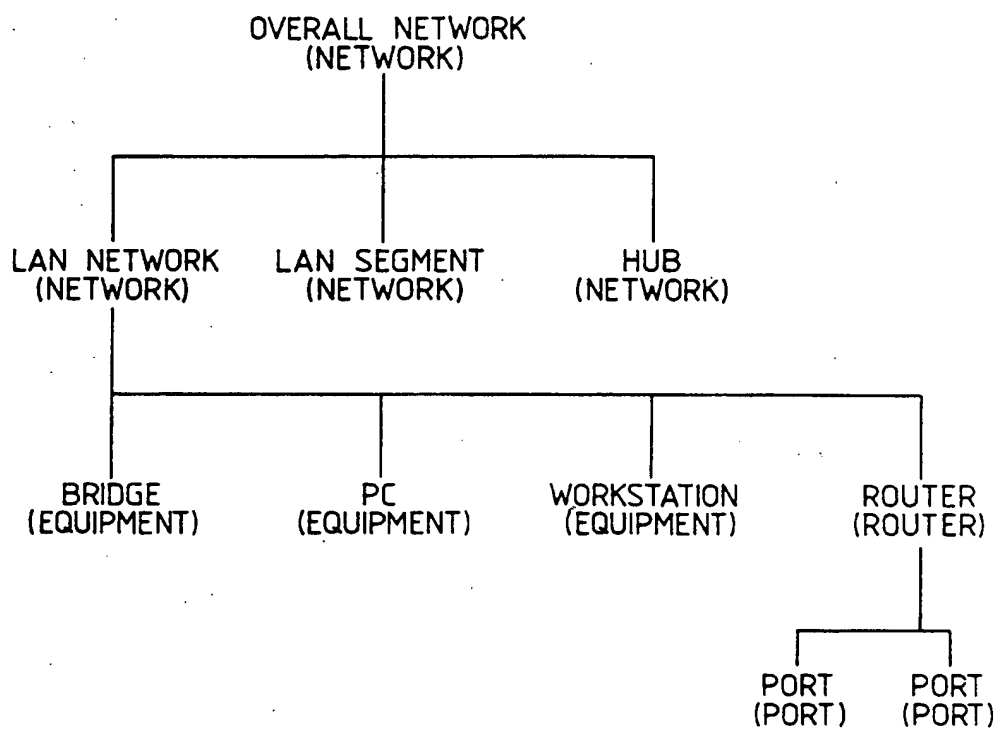 OVERALL NETWORK
(NETWORK)
LAN NETWORK
(NETWORK)
LAN SEGMENT
(NETWORK)
HUB
(NETWORK)
BRIDGE
(EQUIPMENT)
PC
(EQUIPMENT)
WORKSTATION
(EQUIPMENT)
ROUTER
(ROUTER)
PORT
(PORT)
PORT
(PORT)